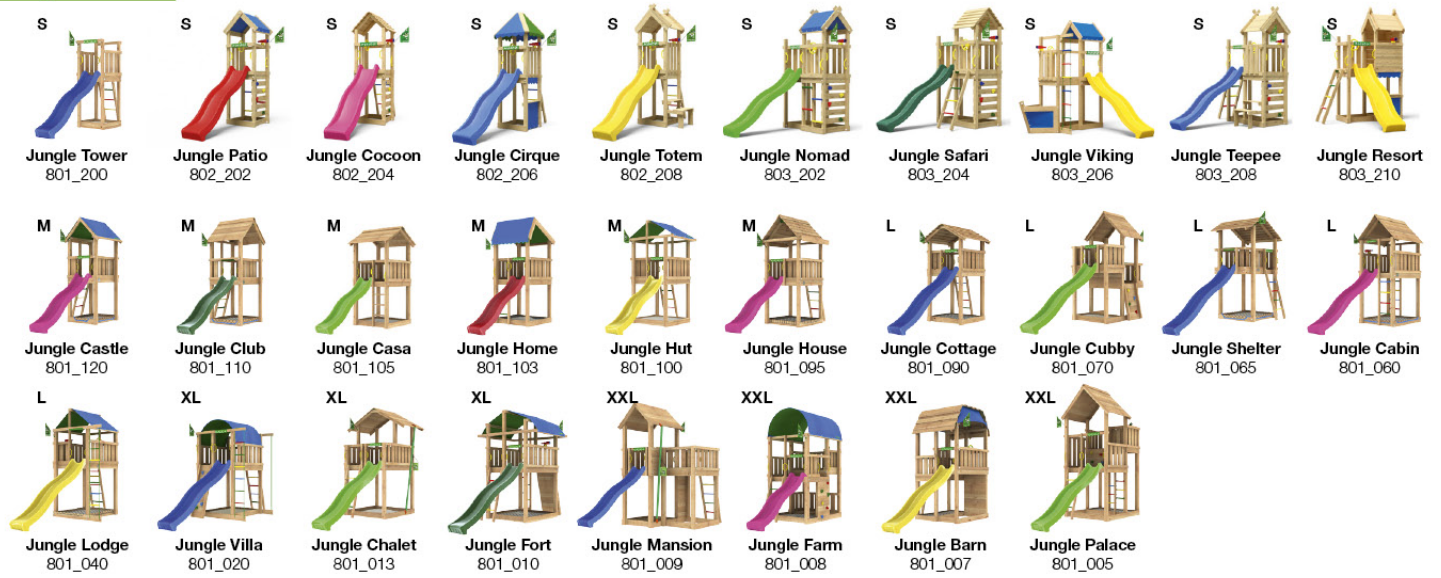 S S S S S S S S S S
Jungle Tower Jungle Patio Jungle Cocoon Jungle Cirque Jungle Totem Jungle Nomad Jungle Safari Jungle Viking Jungle Teepee Jungle Resort
801_200 802_202 802_204 802_206 802_208 803_202 803_204 803_206 803_208 803_210
M M M M M M L L L L
Jungle Castle Jungle Club Jungle Casa Jungle Home Jungle Hut Jungle House Jungle Cottage Jungle Cubby Jungle Shelter Jungle Cabin
801_120 801_110 801_105 801_103 801_100 801_095 801_090 801_070 801_065 801_060
L XL XL XL XXL XXL XXL XXL
Jungle Lodge Jungle Villa Jungle Chalet Jungle Fort Jungle Mansion Jungle Farm Jungle Barn Jungle Palace
801_040 801_020 801_013 801_010 801_009 801_008 801_007 801_005